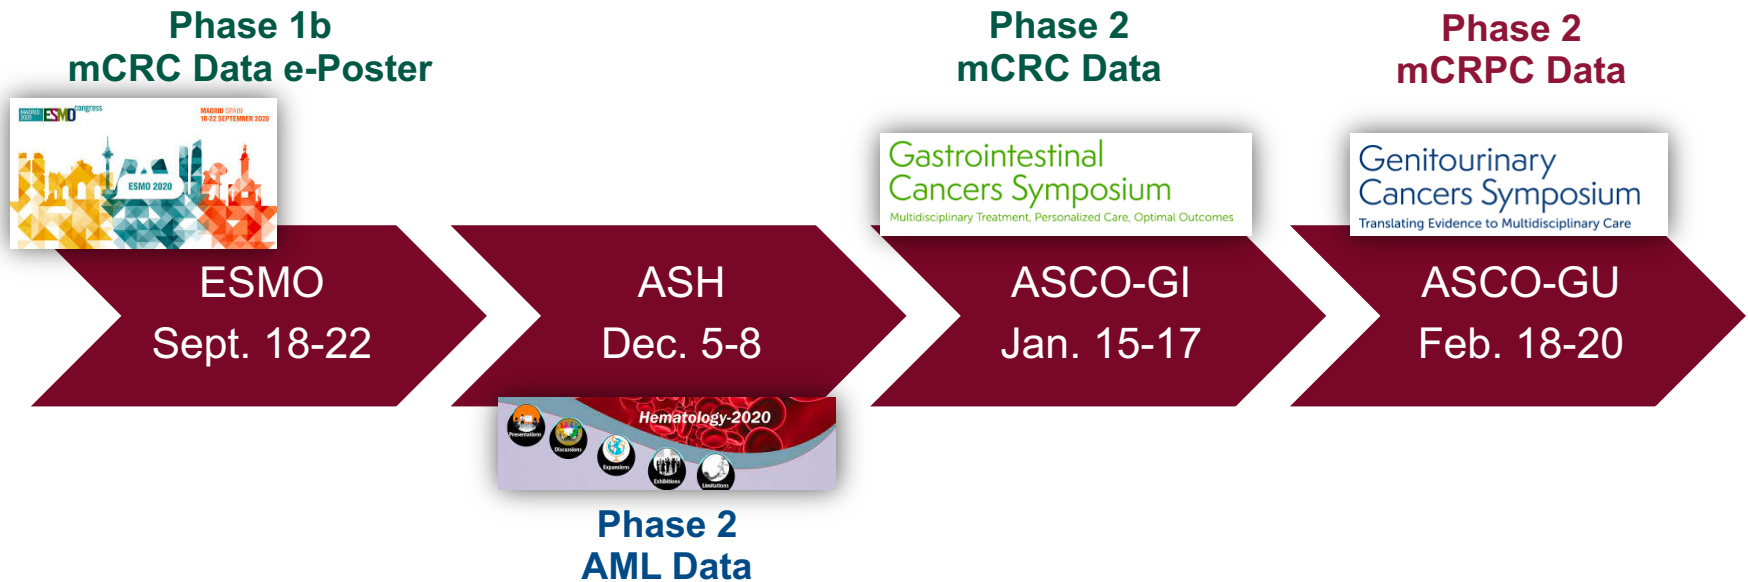 Phase 1b
mCRC Data e-Poster
Phase 2
mCRC Data
Phase 2
mCRPC Data
MADRID
2020
ESMO congress
MADRID SPAIN
18-22 SEPTEMBER 2020
ESMO 2020
Gastrointestinal
Cancers Symposium
Multidisciplinary Treatment, Personalized Care, Optimal Outcomes
Genitourinary
Cancers Symposium
Translating Evidence to Multidisciplinary Care
ESMO
Sept. 18-22
ASH
Dec. 5-8
ASCO-GI
Jan. 15-17
ASCO-GU
Feb. 18-20
Hematology-2020
Presentations
Discussions
Expansions
Exhibitions
Limitations
Phase 2
AML Data